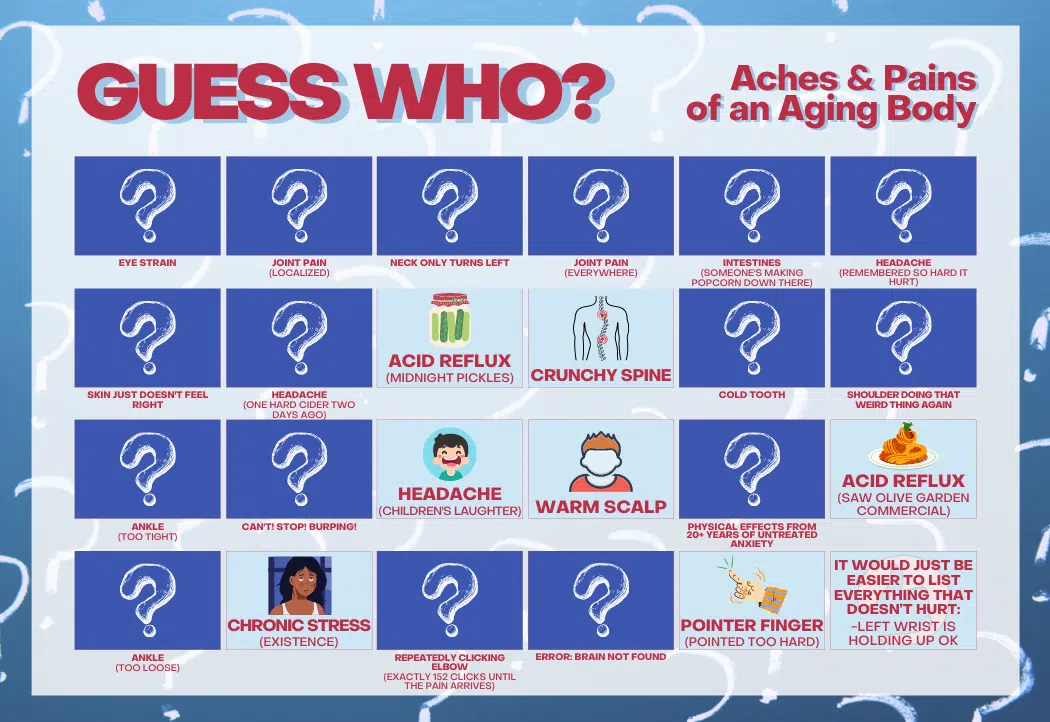 GUESS WHO?
Aches & Pains
of an Aging Body
EYE STRAIN
JOINT PAIN
(LOCALIZED)
NECK ONLY TURNS LEFT
JOINT PAIN
(EVERYWHERE)
INTESTINES
(SOMEONE'S MAKING
POPCORN DOWN THERE)
HEADACHE
(REMEMBERED SO HARD IT
HURT)
SKIN JUST DOESN'T FEEL
RIGHT
HEADACHE
(ONE HARD CIDER TWO
DAYS AGO)
ACID REFLUX
(MIDNIGHT PICKLES)
CRUNCHY SPINE
COLD TOOTH
SHOULDER DOING THAT
WEIRD THING AGAIN
ANKLE
(TOO TIGHT)
CAN'T! STOP! BURPING!
HEADACHE
(CHILDREN'S LAUGHTER)
WARM SCALP
PHYSICAL EFFECTS FROM
20+ YEARS OF UNTREATED
ANXIETY
ACID REFLUX
(SAW OLIVE GARDEN
COMMERCIAL)
ANKLE
(TOO LOOSE)
CHRONIC STRESS
(EXISTENCE)
REPEATEDLY CLICKING
ELBOW
(EXACTLY 152 CLICKS UNTIL
THE PAIN ARRIVES)
ERROR: BRAIN NOT FOUND
POINTER FINGER
(POINTED TOO HARD)
IT WOULD JUST BE
EASIER TO LIST
EVERYTHING THAT
DOESN'T HURT:
-LEFT WRIST IS
HOLDING UP OK